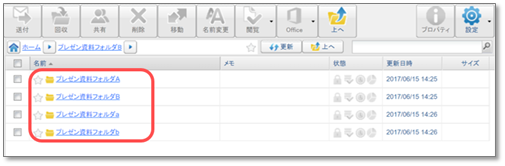 送付 回収 共有 削除 移動 名前変更 閲覧 Office 上へ プロパティ 設定
ホーム プレゼン資料フォルダB 更新 上へ
名前 メモ 状態 更新日時 サイズ
プレゼン資料フォルダA 2017/06/15 14:25
プレゼン資料フォルダB 2017/06/15 14:25
プレゼン資料フォルダa 2017/06/15 14:26
プレゼン資料フォルダb 2017/06/15 14:26